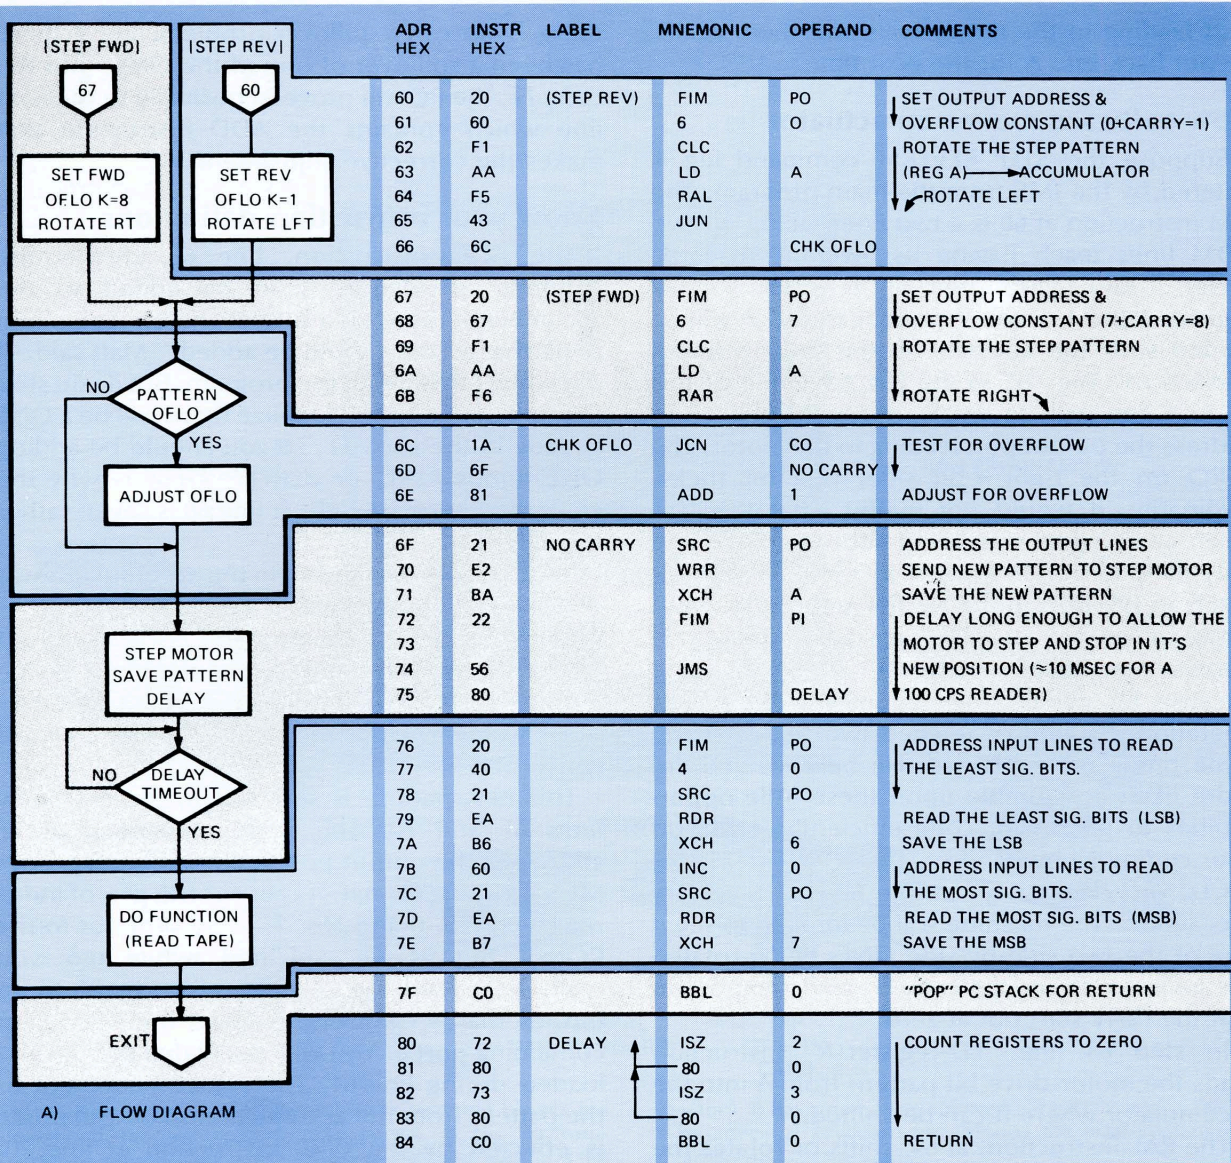 |STEP FWD|
67
SET FWD
OFLO K=8
ROTATE RT
|STEP REV|
60
SET REV
OFLO K=1
ROTATE LFT
NO
PATTERN
OFLO
YES
ADJUST OFLO
STEP MOTOR
SAVE PATTERN
DELAY
NO
DELAY
TIMEOUT
YES
DO FUNCTION
(READ TAPE)
EXIT
A) FLOW DIAGRAM
ADR HEX INSTR HEX LABEL MNEMONIC OPERAND COMMENTS
60 20 (STEP REV) FIM PO SET OUTPUT ADDRESS &
61 60 6 O OVERFLOW CONSTANT (0+CARRY=1)
62 F1 CLC ROTATE THE STEP PATTERN
63 AA LD A (REG A) → ACCUMULATOR
64 F5 RAL ROTATE LEFT
65 43 JUN
66 6C CHK OFLO
67 20 (STEP FWD) FIM PO SET OUTPUT ADDRESS &
68 67 6 7 OVERFLOW CONSTANT (7+CARRY=8)
69 F1 CLC ROTATE THE STEP PATTERN
6A AA LD A
6B F6 RAR ROTATE RIGHT
6C 1A CHK OFLO JCN CO TEST FOR OVERFLOW
6D 6F NO CARRY
6E 81 ADD 1 ADJUST FOR OVERFLOW
6F 21 NO CARRY SRC PO ADDRESS THE OUTPUT LINES
70 E2 WRR SEND NEW PATTERN TO STEP MOTOR
71 BA XCH A SAVE THE NEW PATTERN
72 22 FIM PI DELAY LONG ENOUGH TO ALLOW THE
73 MOTOR TO STEP AND STOP IN IT'S
74 56 JMS NEW POSITION (≈10 MSEC FOR A
75 80 DELAY 100 CPS READER)
76 20 FIM PO ADDRESS INPUT LINES TO READ
77 40 4 0 THE LEAST SIG. BITS.
78 21 SRC PO
79 EA RDR READ THE LEAST SIG. BITS (LSB)
7A B6 XCH 6 SAVE THE LSB
7B 60 INC 0 ADDRESS INPUT LINES TO READ
7C 21 SRC PO THE MOST SIG. BITS.
7D EA RDR READ THE MOST SIG. BITS (MSB)
7E B7 XCH 7 SAVE THE MSB
7F C0 BBL 0 "POP" PC STACK FOR RETURN
80 72 DELAY ISZ 2 COUNT REGISTERS TO ZERO
81 80 80 0
82 73 ISZ 3
83 80 80 0
84 C0 BBL 0 RETURN